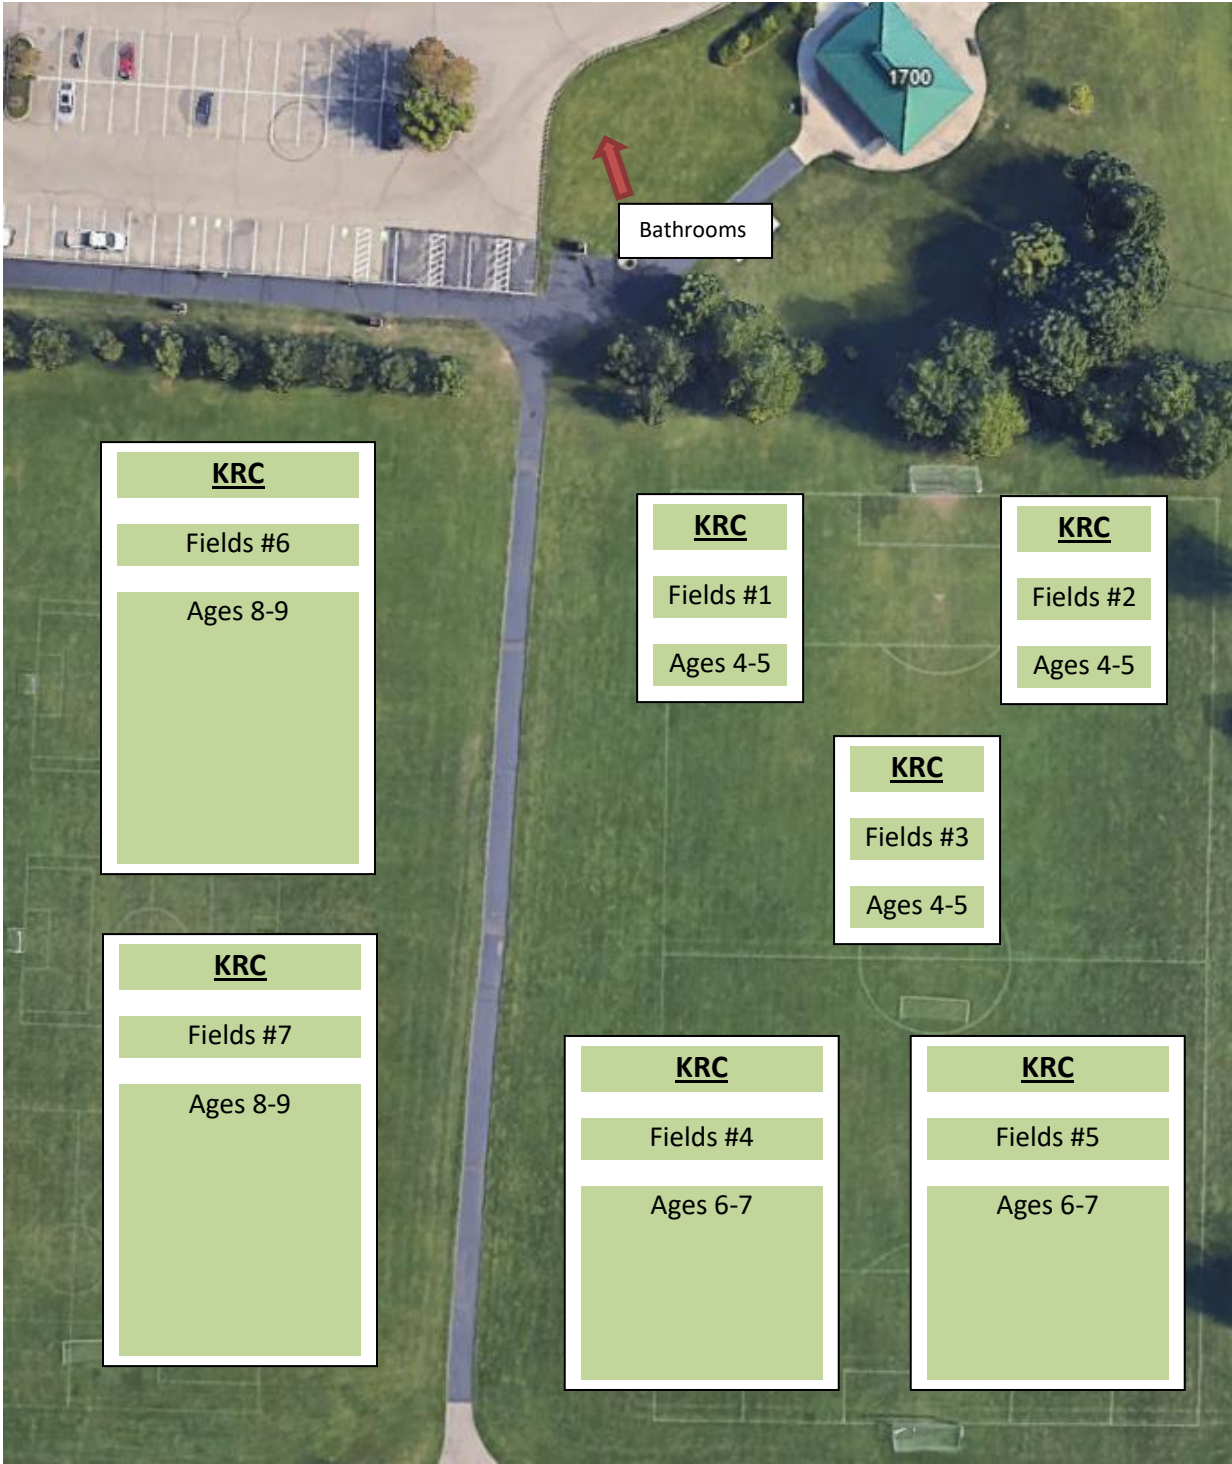 1700
Bathrooms
KRC
Fields #6
Ages 8-9
KRC
Fields #1
Ages 4-5
KRC
Fields #2
Ages 4-5
KRC
Fields #3
Ages 4-5
KRC
Fields #7
Ages 8-9
KRC
Fields #4
Ages 6-7
KRC
Fields #5
Ages 6-7